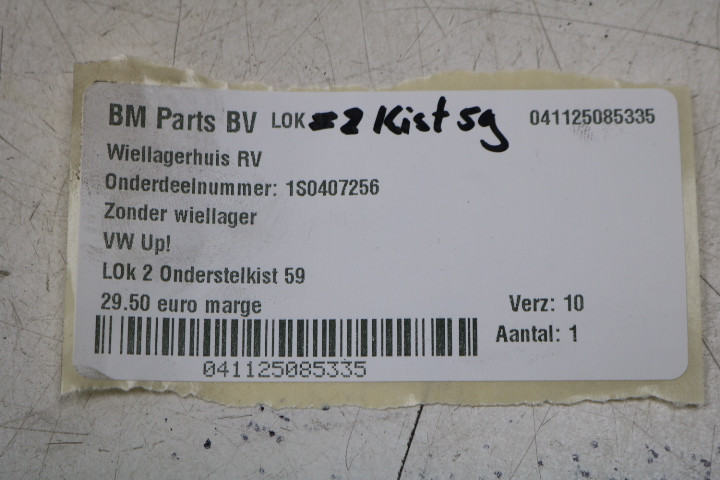 BM Parts BV LOK 2 Kist 59 041125085335
Wiellagerhuis RV
Onderdeelnummer: 1S0407256
Zonder wiellager
VW Up!
LOk 2 Onderstelkist 59
29.50 euro marge Verz: 10
Aantal: 1
041125085335